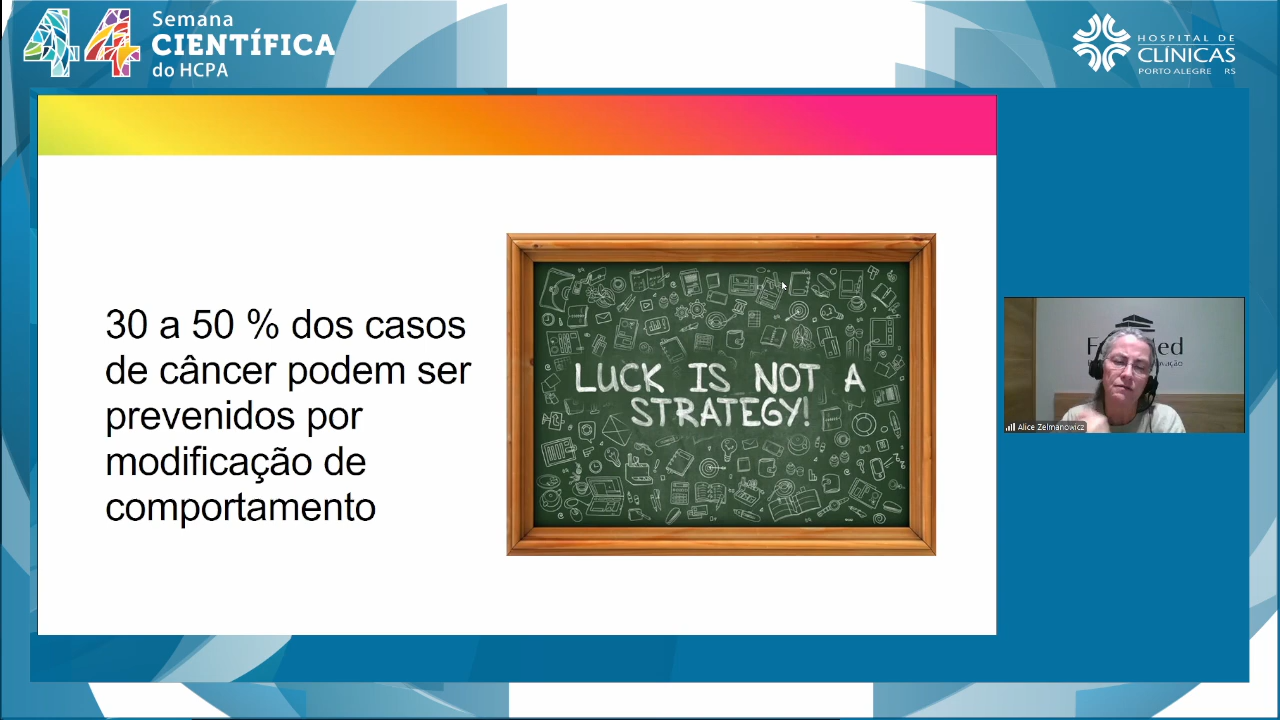 44
Semana
CIENTÍFICA
do HCPA
HOSPITAL DE
CLÍNICAS
PORTO ALEGRE RS
30 a 50 % dos casos
de câncer podem ser
prevenidos por
modificação de
comportamento
LUCK IS NOT A
STRATEGY!
Alice Zelmanowicz